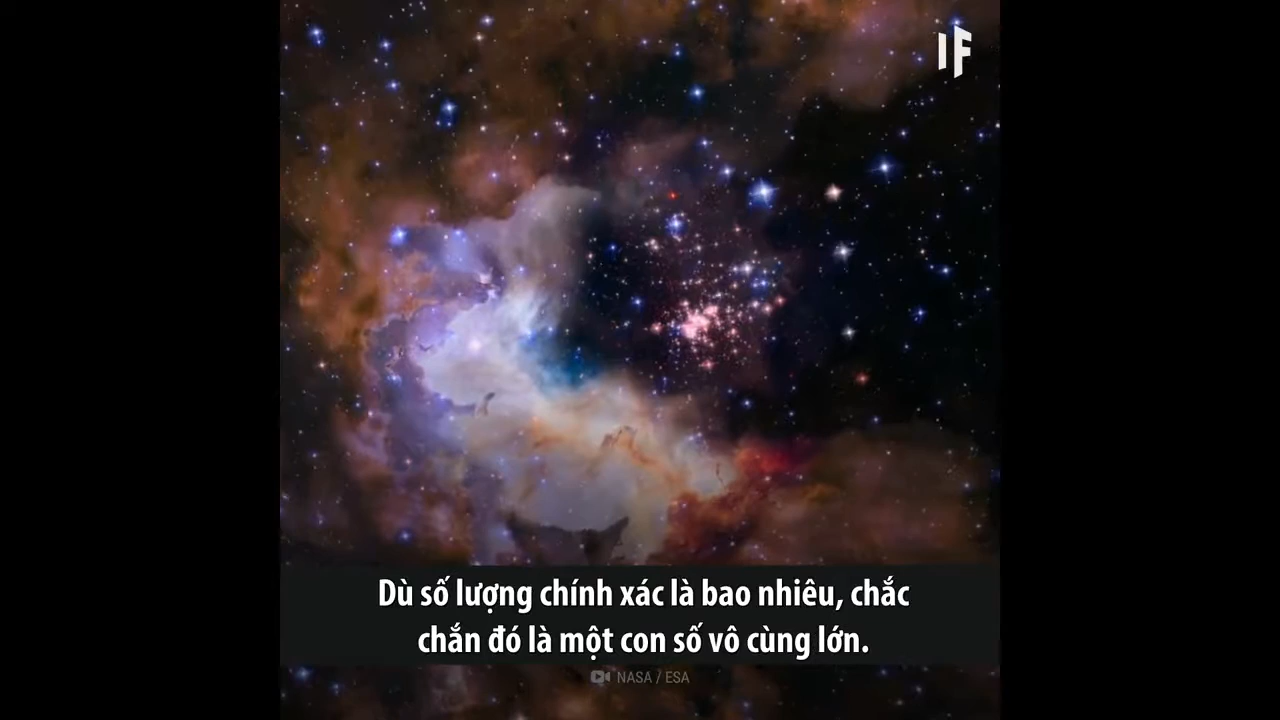 IF
Dù số lượng chính xác là bao nhiêu, chắc
chắn đó là một con số vô cùng lớn.
NASA / ESA